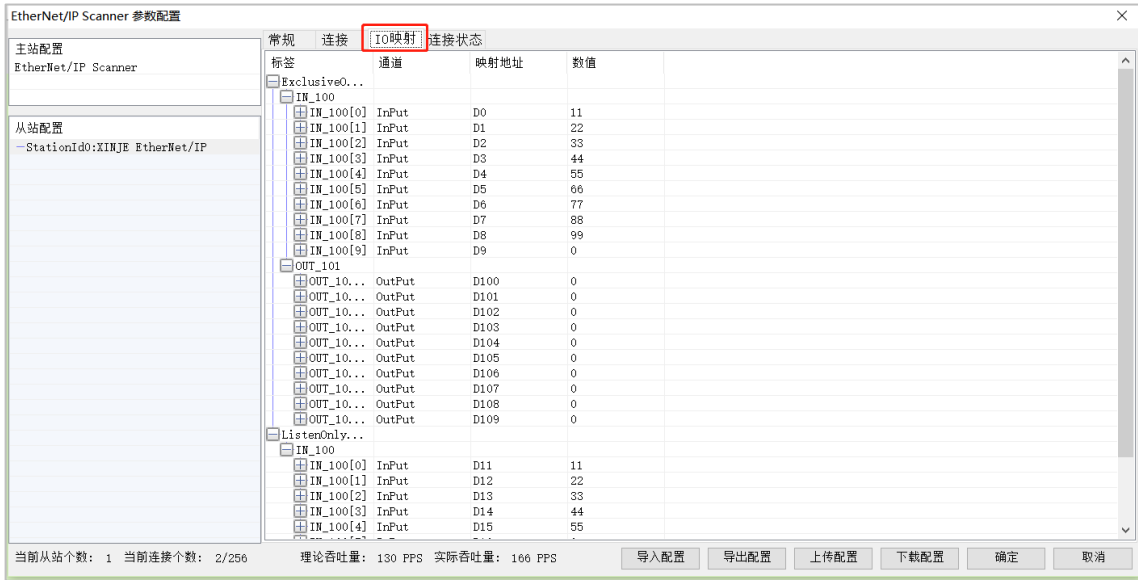 EtherNet/IP Scanner 参数配置
主站配置
EtherNet/IP Scanner
从站配置
StationId0:XINJE EtherNet/IP
常规 连接 IO映射 连接状态
标签 通道 映射地址 数值
ExclusiveO...
IN_100
IN_100[0] InPut D0 11
IN_100[1] InPut D1 22
IN_100[2] InPut D2 33
IN_100[3] InPut D3 44
IN_100[4] InPut D4 55
IN_100[5] InPut D5 66
IN_100[6] InPut D6 77
IN_100[7] InPut D7 88
IN_100[8] InPut D8 99
IN_100[9] InPut D9 0
OUT_101
OUT_10... OutPut D100 0
OUT_10... OutPut D101 0
OUT_10... OutPut D102 0
OUT_10... OutPut D103 0
OUT_10... OutPut D104 0
OUT_10... OutPut D105 0
OUT_10... OutPut D106 0
OUT_10... OutPut D107 0
OUT_10... OutPut D108 0
OUT_10... OutPut D109 0
ListenOnly...
IN_100
IN_100[0] InPut D11 11
IN_100[1] InPut D12 22
IN_100[2] InPut D13 33
IN_100[3] InPut D14 44
IN_100[4] InPut D15 55
当前从站个数: 1 当前连接个数: 2/256 理论吞吐量: 130 PPS 实际吞吐量: 166 PPS 导入配置 导出配置 上传配置 下载配置 确定 取消